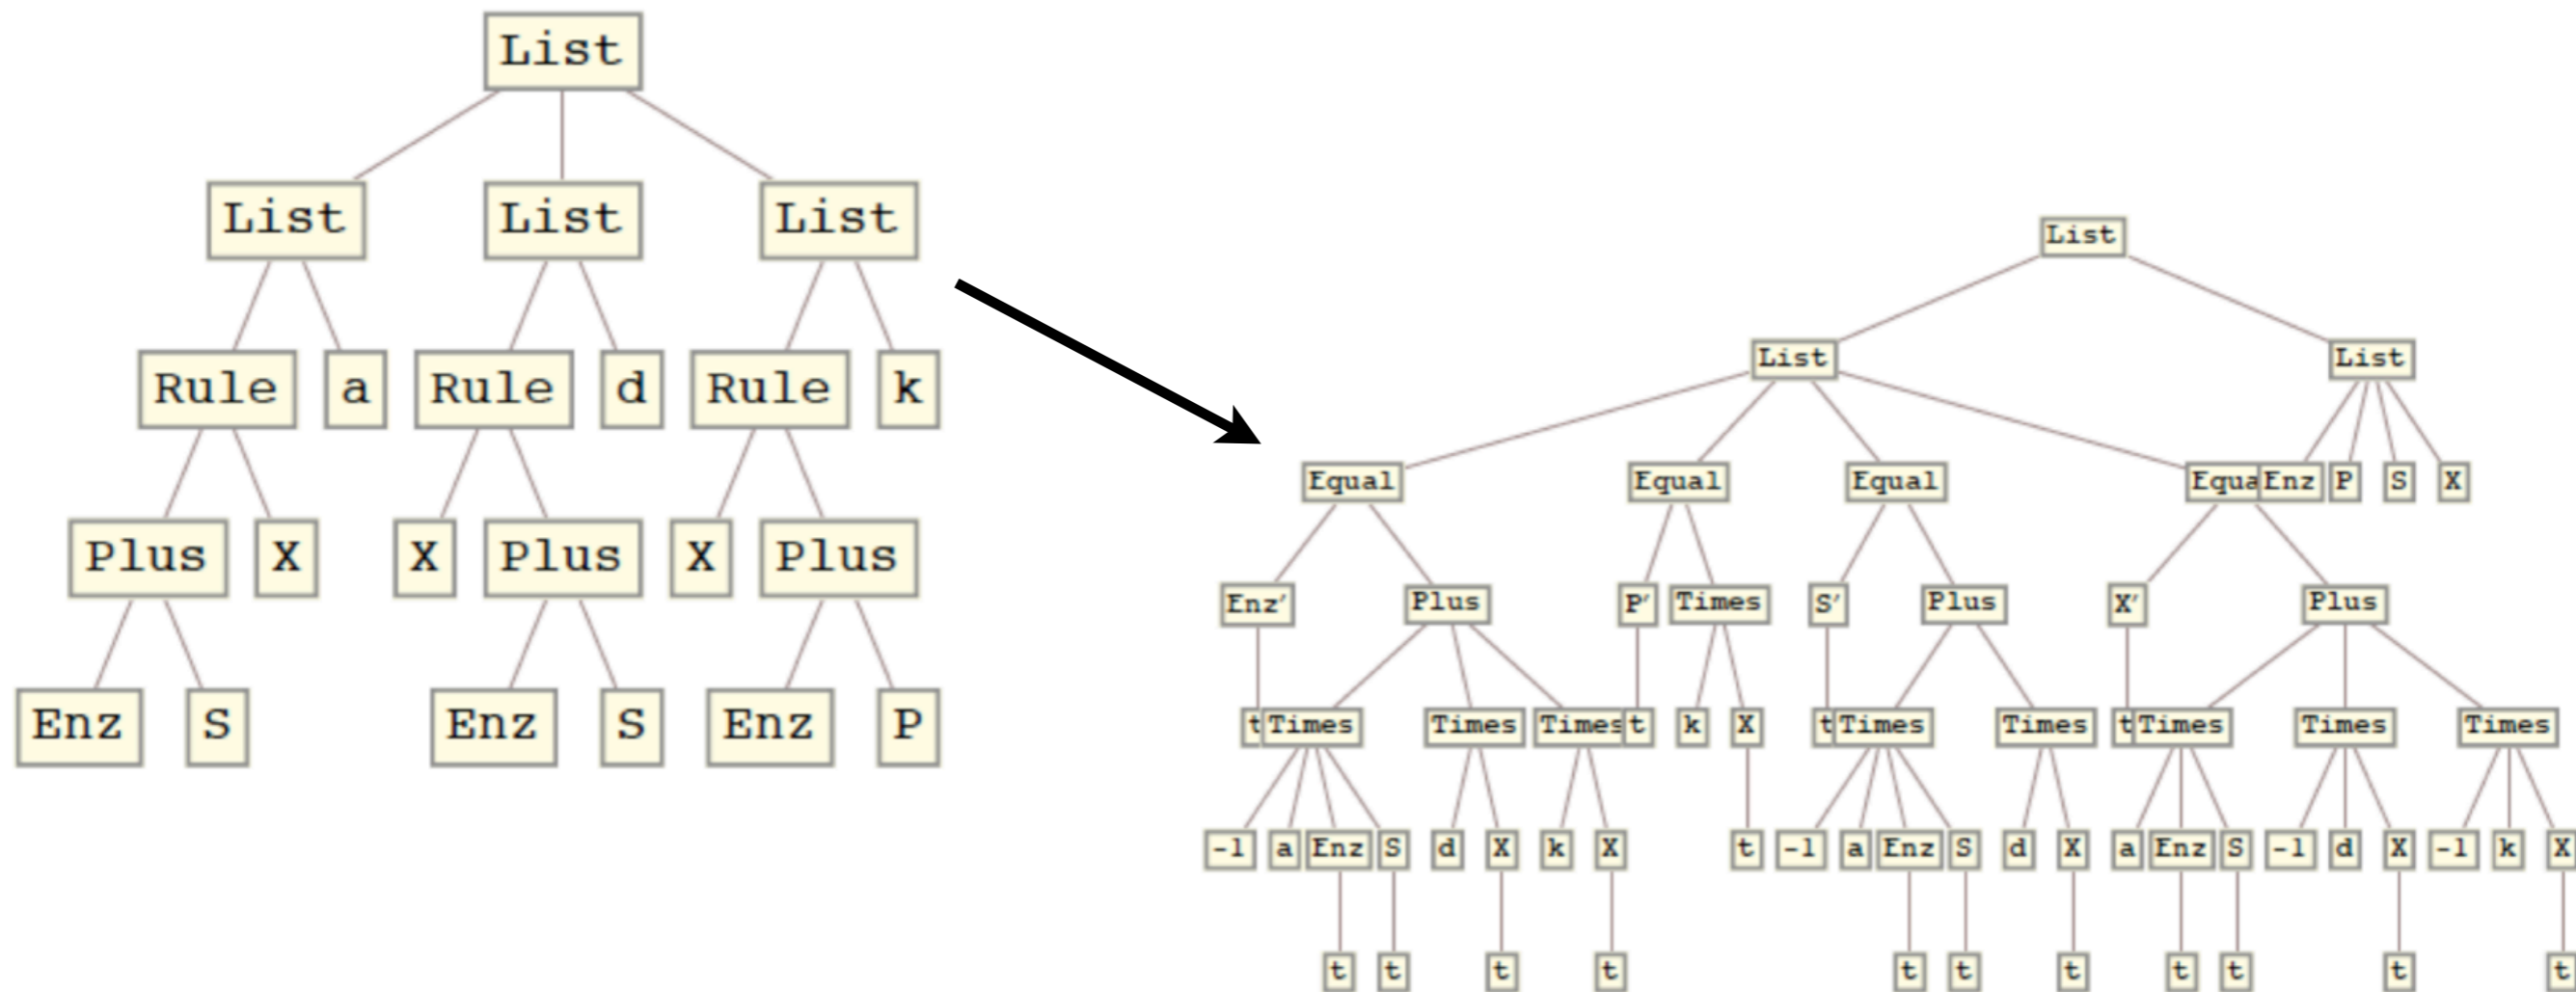 List
List List List
Rule a Rule d Rule k
Plus X X Plus X Plus
Enz S Enz S Enz P
List
List List
Equal Equal Equal Equa Enz P S X
Enz′ Plus P′ Times S′ Plus X′ Plus
t Times Times Times t k X t Times Times t Times Times Times
-1 a Enz S d X k X t -1 a Enz S d X a Enz S -1 d X -1 k X
t t t t t t t t t t t